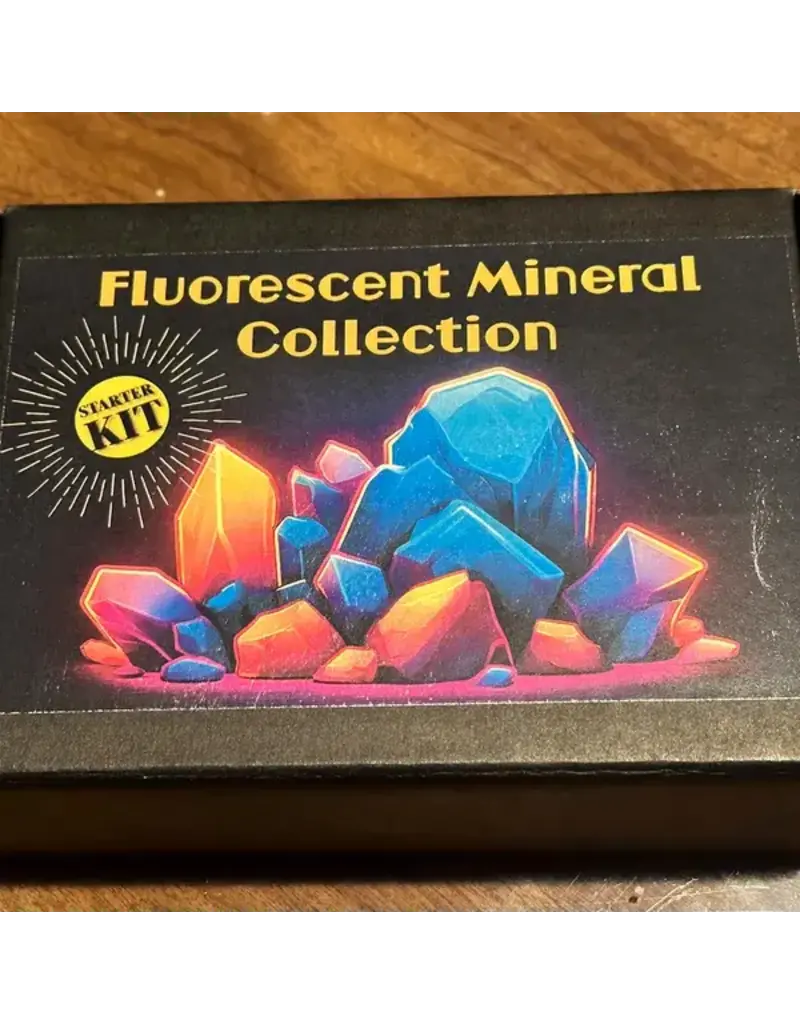 Fluorescent Mineral
Collection
STARTER
KIT